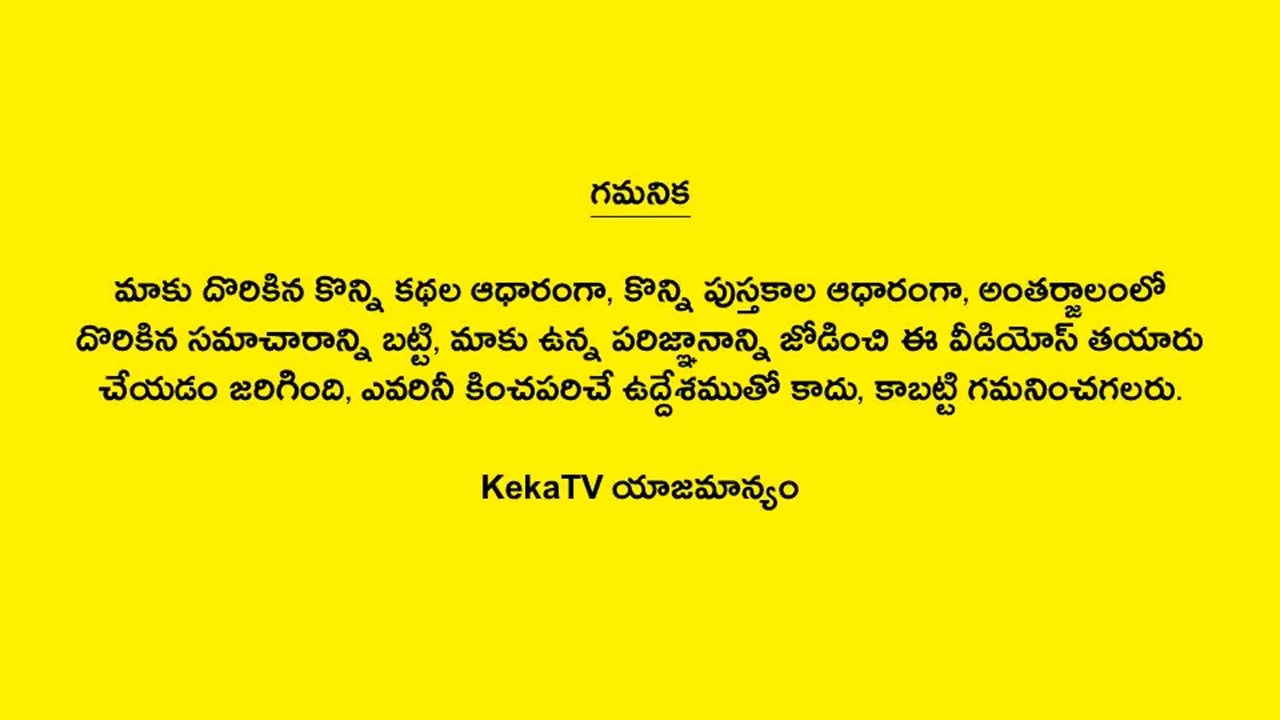 గమనిక
మాకు దొరికిన కొన్ని కథల ఆధారంగా, కొన్ని పుస్తకాల ఆధారంగా, అంతర్జాలంలో
దొరికిన సమాచారాన్ని బట్టి, మాకు ఉన్న పరిజ్ఞానాన్ని జోడించి ఈ వీడియోస్ తయారు
చేయడం జరిగింది, ఎవరినీ కించపరిచే ఉద్దేశముతో కాదు, కాబట్టి గమనించగలరు.
KekaTV యాజమాన్యం